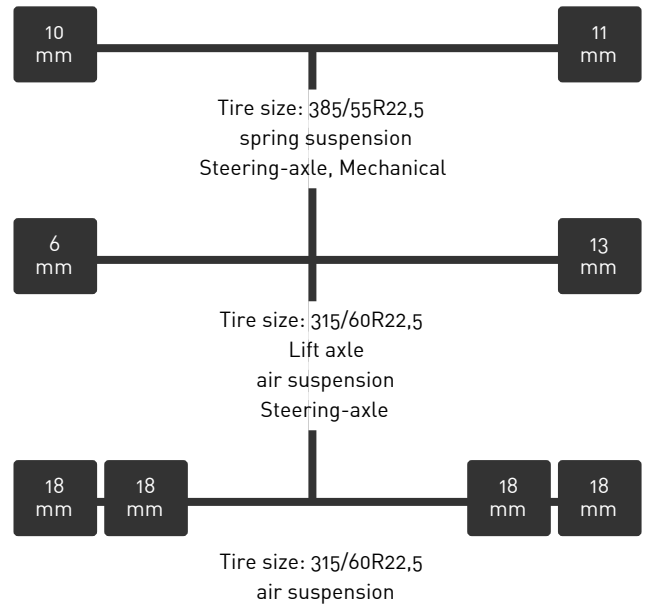 10 mm
11 mm
Tire size: 385/55R22,5
spring suspension
Steering-axle, Mechanical
6 mm
13 mm
Tire size: 315/60R22,5
Lift axle
air suspension
Steering-axle
18 mm
18 mm
18 mm
18 mm
Tire size: 315/60R22,5
air suspension